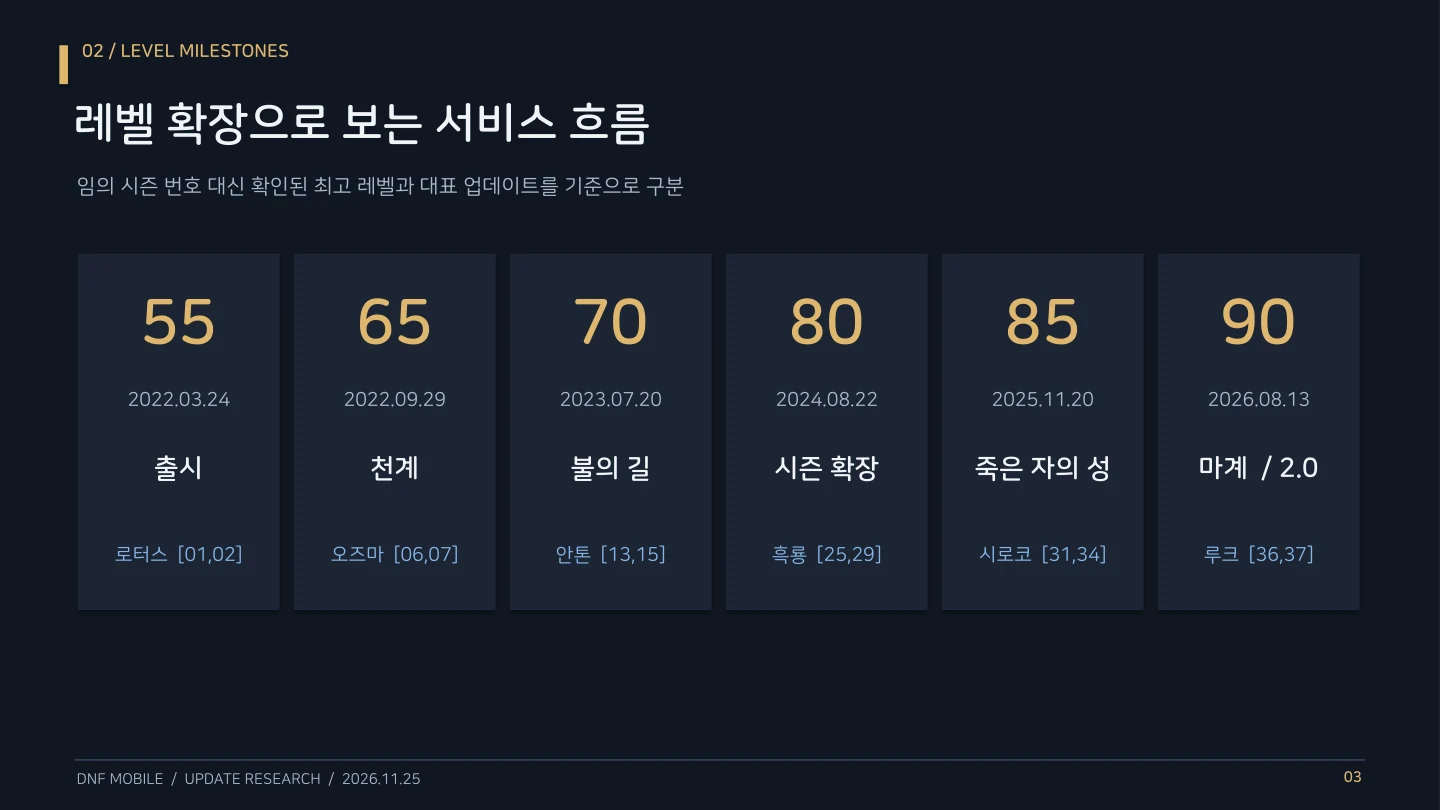 02 / LEVEL MILESTONES
레벨 확장으로 보는 서비스 흐름
임의 시즌 번호 대신 확인된 최고 레벨과 대표 업데이트를 기준으로 구분
55
2022.03.24
출시
로터스 [01,02]
65
2022.09.29
천계
오즈마 [06,07]
70
2023.07.20
불의 길
안톤 [13,15]
80
2024.08.22
시즌 확장
흑룡 [25,29]
85
2025.11.20
죽은 자의 성
시로코 [31,34]
90
2026.08.13
마계 / 2.0
루크 [36,37]
DNF MOBILE / UPDATE RESEARCH / 2026.11.25
03